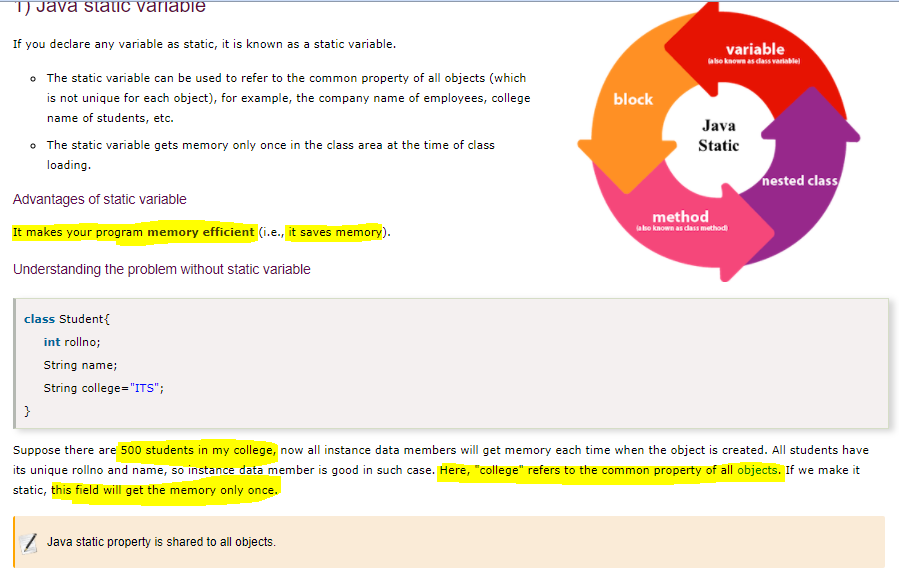 1) Java static variable
If you declare any variable as static, it is known as a static variable.
The static variable can be used to refer to the common property of all objects (which
is not unique for each object), for example, the company name of employees, college
name of students, etc.
The static variable gets memory only once in the class area at the time of class
loading.
Advantages of static variable
It makes your program memory efficient (i.e., it saves memory).
Understanding the problem without static variable
class Student{
int rollno;
String name;
String college="ITS";
}
Suppose there are 500 students in my college, now all instance data members will get memory each time when the object is created. All students have
its unique rollno and name, so instance data member is good in such case. Here, "college" refers to the common property of all objects. If we make it
static, this field will get the memory only once.
Java static property is shared to all objects.
variable
(also known as class variable)
block
Java
Static
nested class
method
(also known as class method)